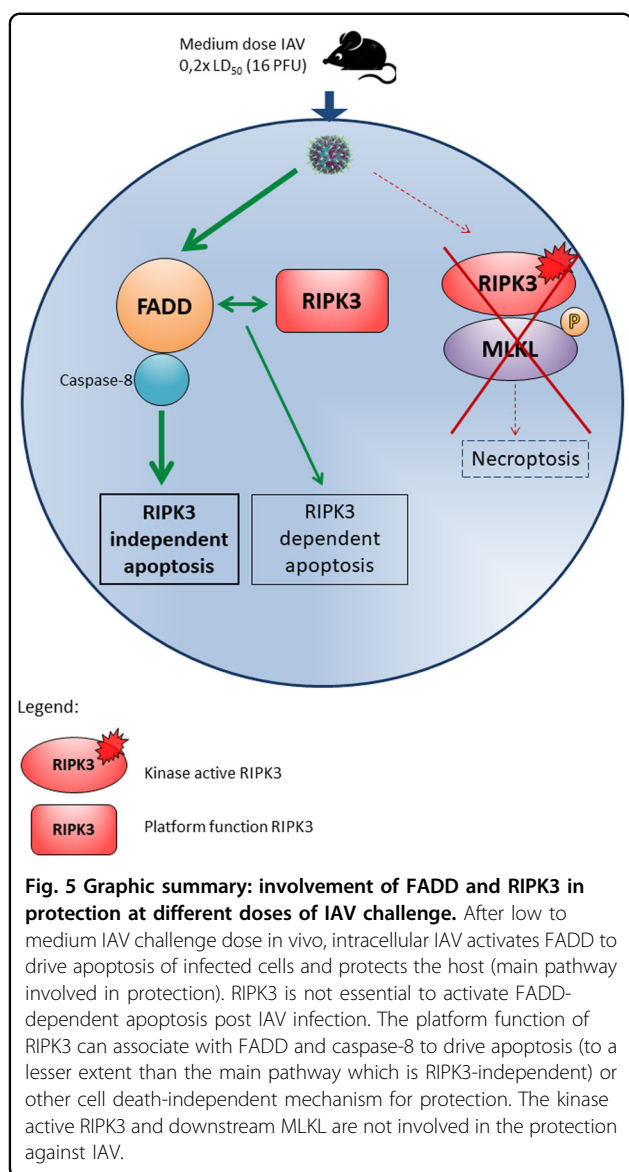 Medium dose IAV
0,2x LD50 (16 PFU)
FADD
RIPK3
RIPK3
MLKL
P
Caspase-8
Necroptosis
RIPK3
independent
apoptosis
RIPK3
dependent
apoptosis
Legend:
RIPK3
Kinase active RIPK3
RIPK3
Platform function RIPK3
Fig. 5 Graphic summary: involvement of FADD and RIPK3 in
protection at different doses of IAV challenge. After low to
medium IAV challenge dose in vivo, intracellular IAV activates FADD to
drive apoptosis of infected cells and protects the host (main pathway
involved in protection). RIPK3 is not essential to activate FADD-
dependent apoptosis post IAV infection. The platform function of
RIPK3 can associate with FADD and caspase-8 to drive apoptosis (to a
lesser extent than the main pathway which is RIPK3-independent) or
other cell death-independent mechanism for protection. The kinase
active RIPK3 and downstream MLKL are not involved in the protection
against IAV.